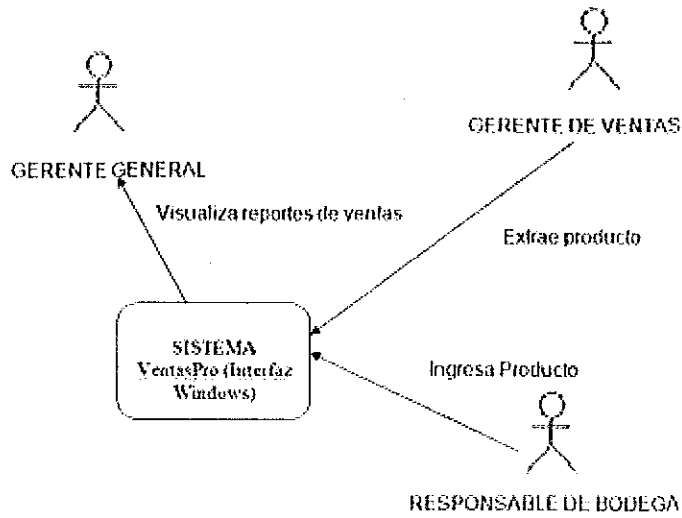 GERENTE DE VENTAS
GERENTE GENERAL
Visualiza reportes de ventas
Extrae producto
SISTEMA
VentasPro (Interfaz
Windows)
Ingresa Producto
RESPONSABLE DE BODEGA